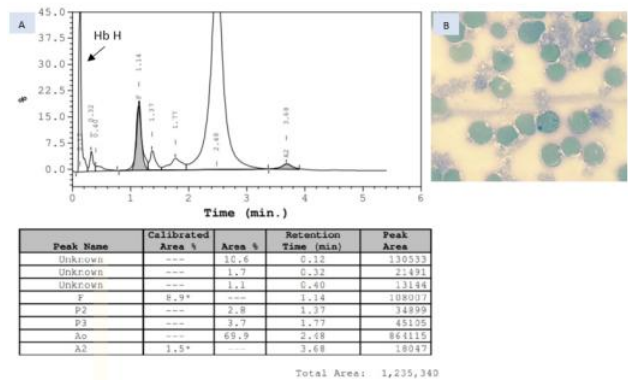 A
B
Hb H
45.0
37.5
30.0
22.5
15.0
7.5
0.0
%
0.32
1.14
1.37
1.77
2.48
3.68
0 1 2 3 4 5 6
Time (min.)
Peak Name Calibrated Area % Area % Retention Time (min) Peak Area
Unknown --- 10.6 0.12 130533
Unknown --- 1.7 0.32 21491
Unknown --- 1.1 0.40 13144
F 8.9* --- 1.14 108007
P2 --- 2.8 1.37 34899
P3 --- 3.7 1.77 45105
Ao --- 69.9 2.48 864115
A2 1.5* --- 3.68 18047
Total Area: 1,235,340